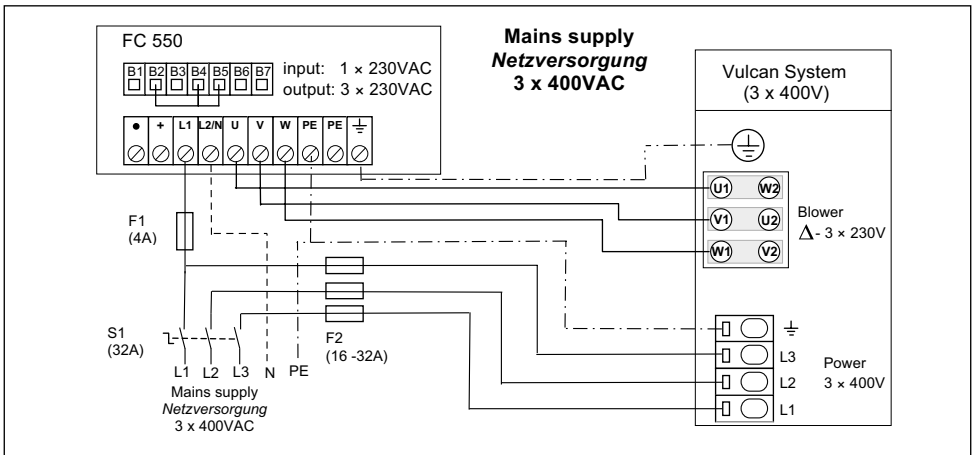 FC 550
B1 B2 B3 B4 B5 B6 B7
input: 1 × 230VAC
output: 3 × 230VAC
● + L1 L2/N U V W PE PE ⏚
F1
(4A)
S1
(32A)
L1 L2 L3 N PE
Mains supply
Netzversorgung
3 x 400VAC
F2
(16 -32A)
Mains supply
Netzversorgung
3 x 400VAC
Vulcan System
(3 x 400V)
U1 W2
V1 U2
W1 V2
Blower
Δ- 3 × 230V
L3
L2
L1
Power
3 × 400V